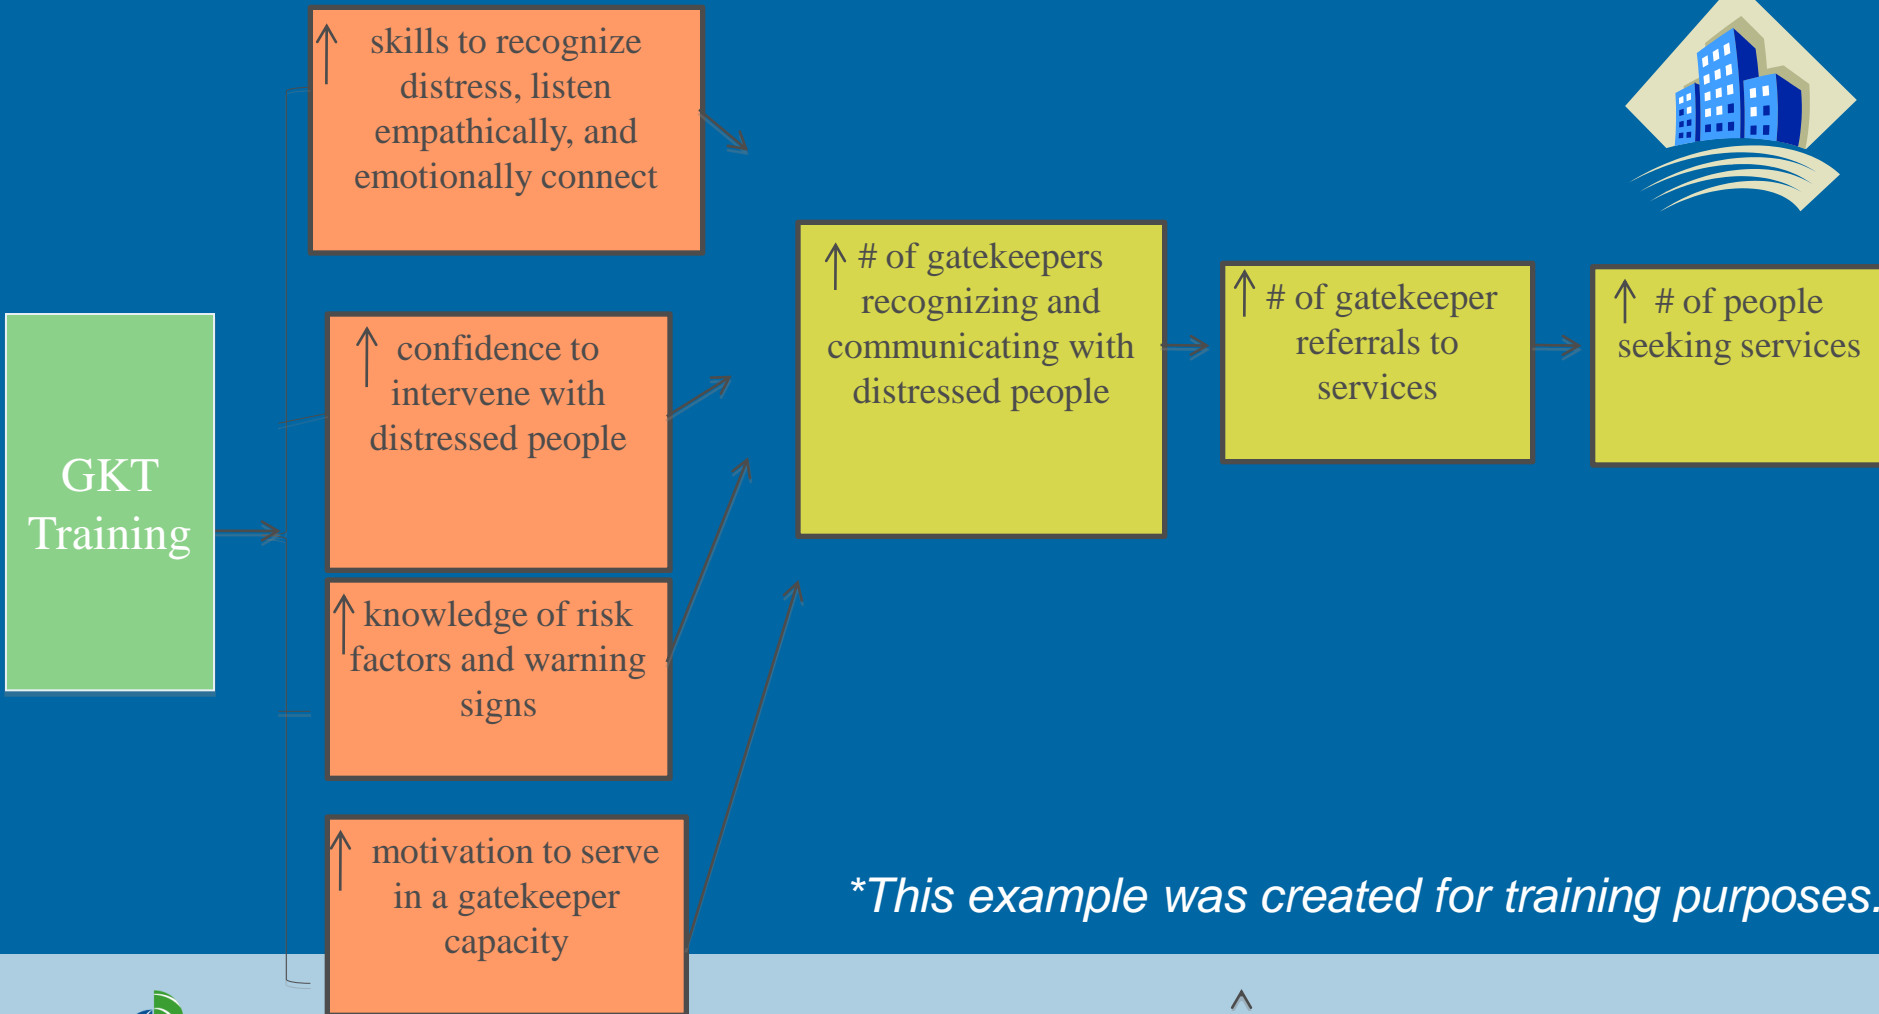 skills to recognize
distress, listen
empathically, and
emotionally connect
GKT
Training
confidence to
intervene with
distressed people
knowledge of risk
factors and warning
signs
motivation to serve
in a gatekeeper
capacity
# of gatekeepers
recognizing and
communicating with
distressed people
# of gatekeeper
referrals to
services
# of people
seeking services
*This example was created for training purposes.